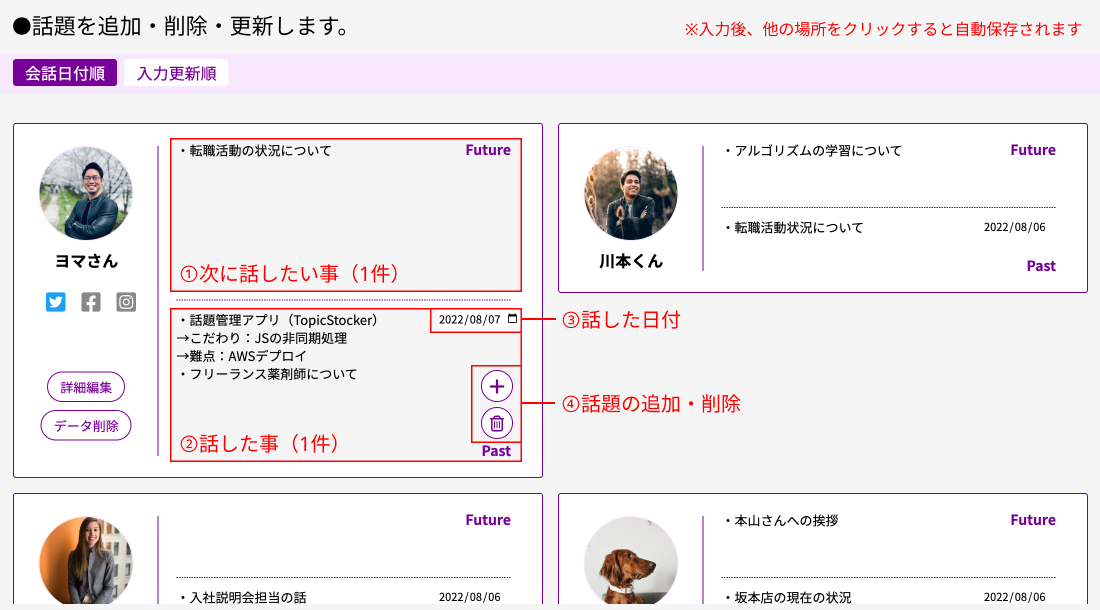 ●話題を追加・削除・更新します。
※入力後、他の場所をクリックすると自動保存されます
会話日付順
入力更新順
・転職活動の状況について
Future
①次に話したい事（1件）
ヨマさん
・話題管理アプリ（TopicStocker）
2022/08/07
→こだわり：JSの非同期処理
→難点：AWSデプロイ
・フリーランス薬剤師について
②話した事（1件）
Past
詳細編集
データ削除
③話した日付
④話題の追加・削除
・アルゴリズムの学習について
Future
・転職活動状況について
2022/08/06
川本くん
Past
Future
・入社説明会担当の話
2022/08/06
・本山さんへの挨拶
Future
・坂本店の現在の状況
2022/08/06